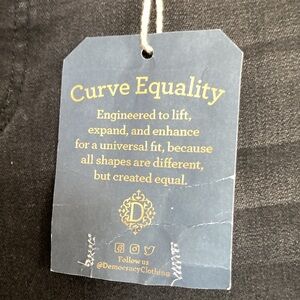 Curve Equality
Engineered to lift,
expand, and enhance
for a universal fit, because
all shapes are different,
but created equal.
D
Follow us
@DemocracyClothing